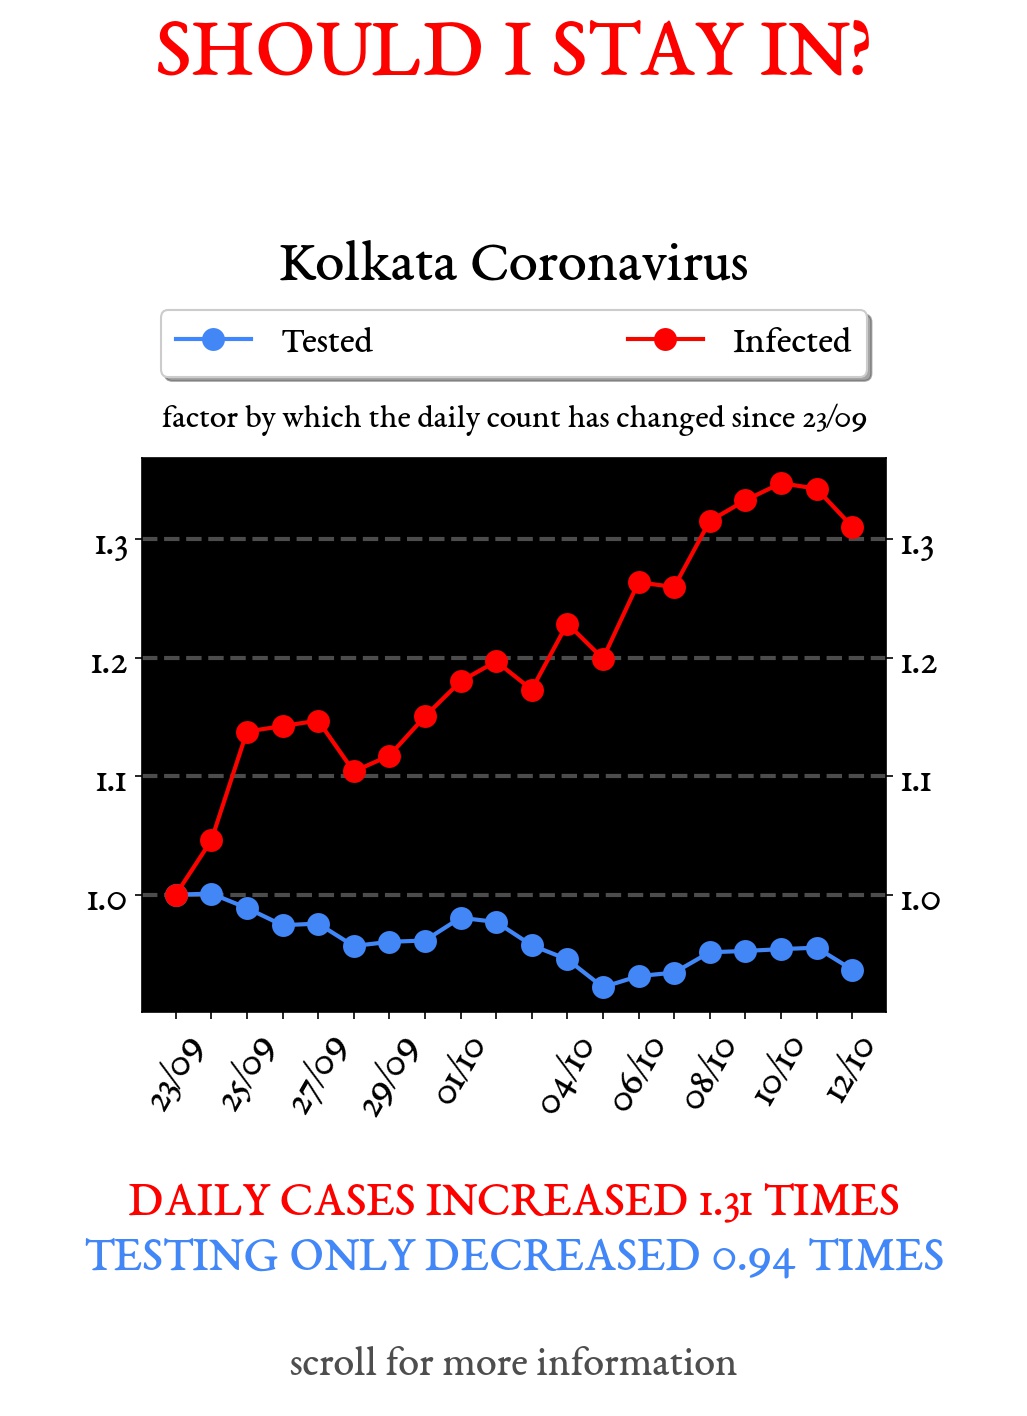 SHOULD I STAY IN?
Kolkata Coronavirus
Tested Infected
factor by which the daily count has changed since 23/09
1.3 1.3
1.2 1.2
1.1 1.1
1.0 1.0
23/09 25/09 27/09 29/09 01/10 04/10 06/10 08/10 10/10 12/10
DAILY CASES INCREASED 1.31 TIMES
TESTING ONLY DECREASED 0.94 TIMES
scroll for more information